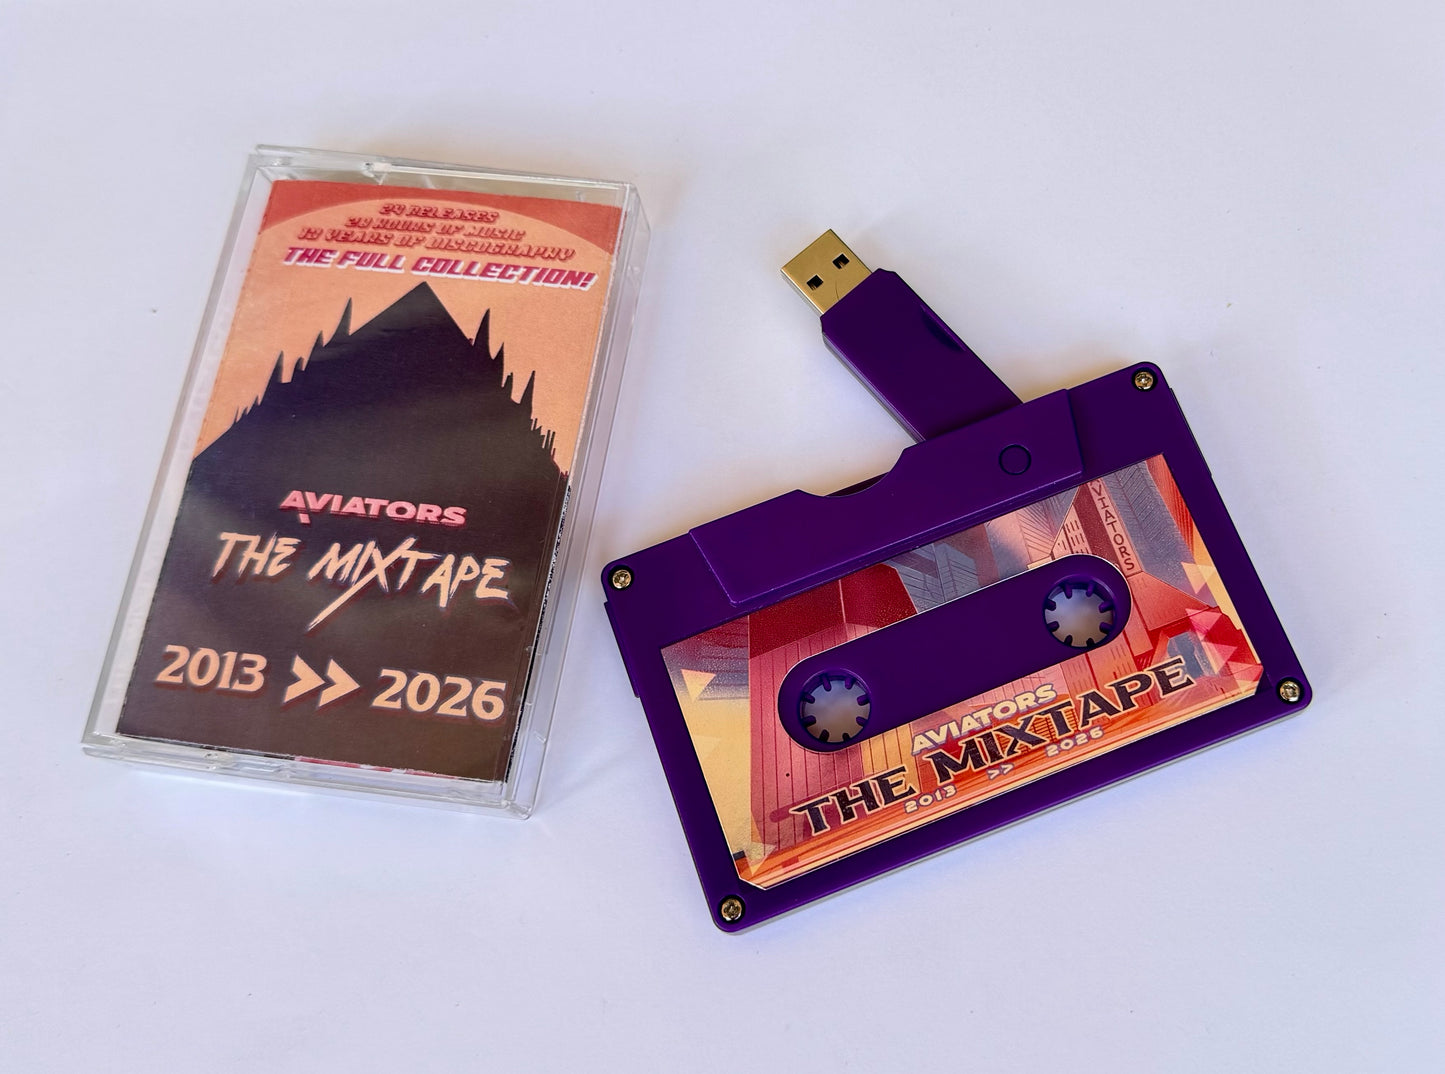 24 RELEASES
28 HOURS OF MUSIC
13 YEARS OF DISCOGRAPHY
THE FULL COLLECTION!
AVIATORS
THE MIXTAPE
2013 >> 2026
AVIATORS
AVIATORS
THE MIXTAPE
2013 >> 2026